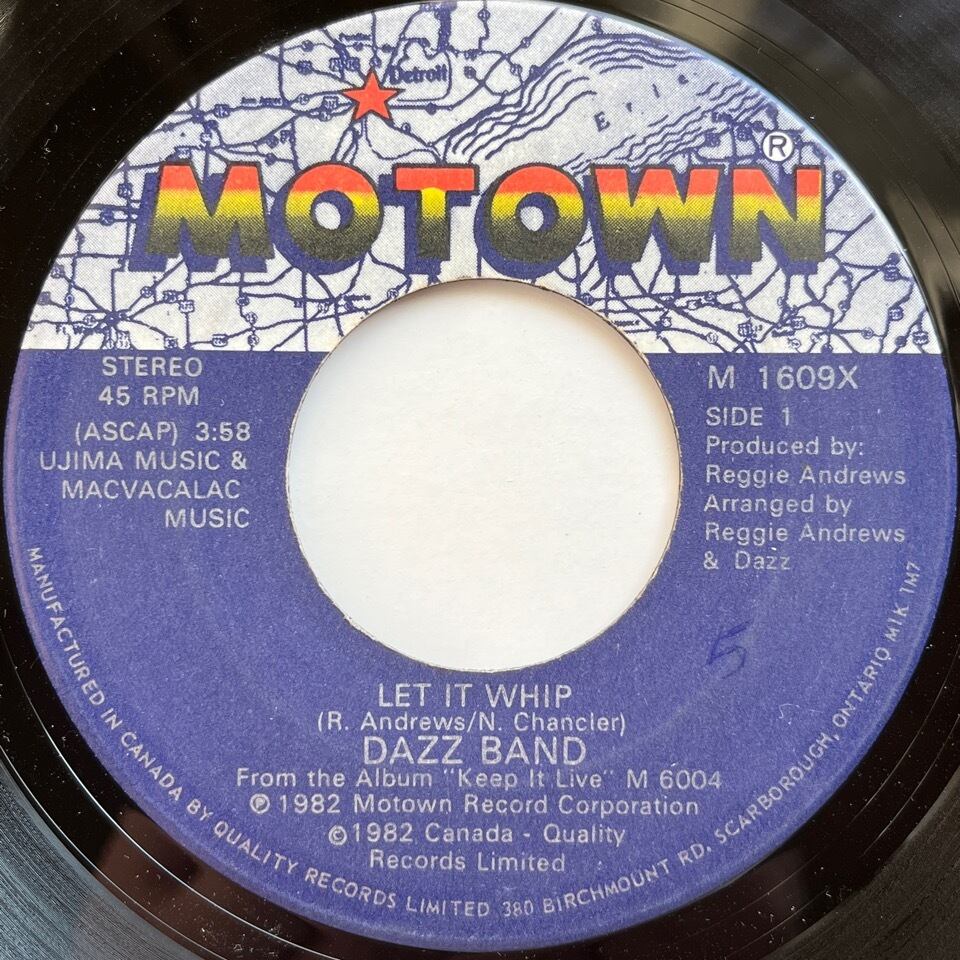 Detroit
Erie
®
MOTOWN
STEREO
45 RPM
(ASCAP) 3:58
UJIMA MUSIC &
MACVACALAC
MUSIC
M 1609X
SIDE 1
Produced by:
Reggie Andrews
Arranged by
Reggie Andrews
& Dazz
5
LET IT WHIP
(R. Andrews/N. Chancler)
DAZZ BAND
From the Album "Keep It Live" M 6004
℗ 1982 Motown Record Corporation
©1982 Canada - Quality
Records Limited
MANUFACTURED IN CANADA BY QUALITY RECORDS LIMITED 380 BIRCHMOUNT RD. SCARBOROUGH, ONTARIO M1K 1M7